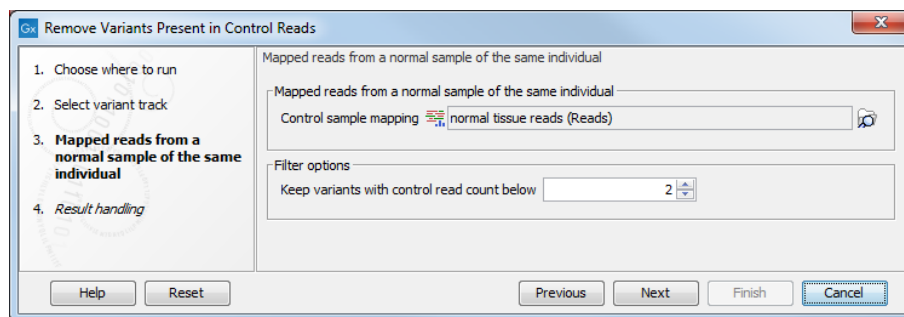 Gx Remove Variants Present in Control Reads
1. Choose where to run
2. Select variant track
3. Mapped reads from a
normal sample of the same
individual
4. Result handling
Mapped reads from a normal sample of the same individual
Mapped reads from a normal sample of the same individual
Control sample mapping normal tissue reads (Reads)
Filter options
Keep variants with control read count below 2
Help Reset Previous Next Finish Cancel